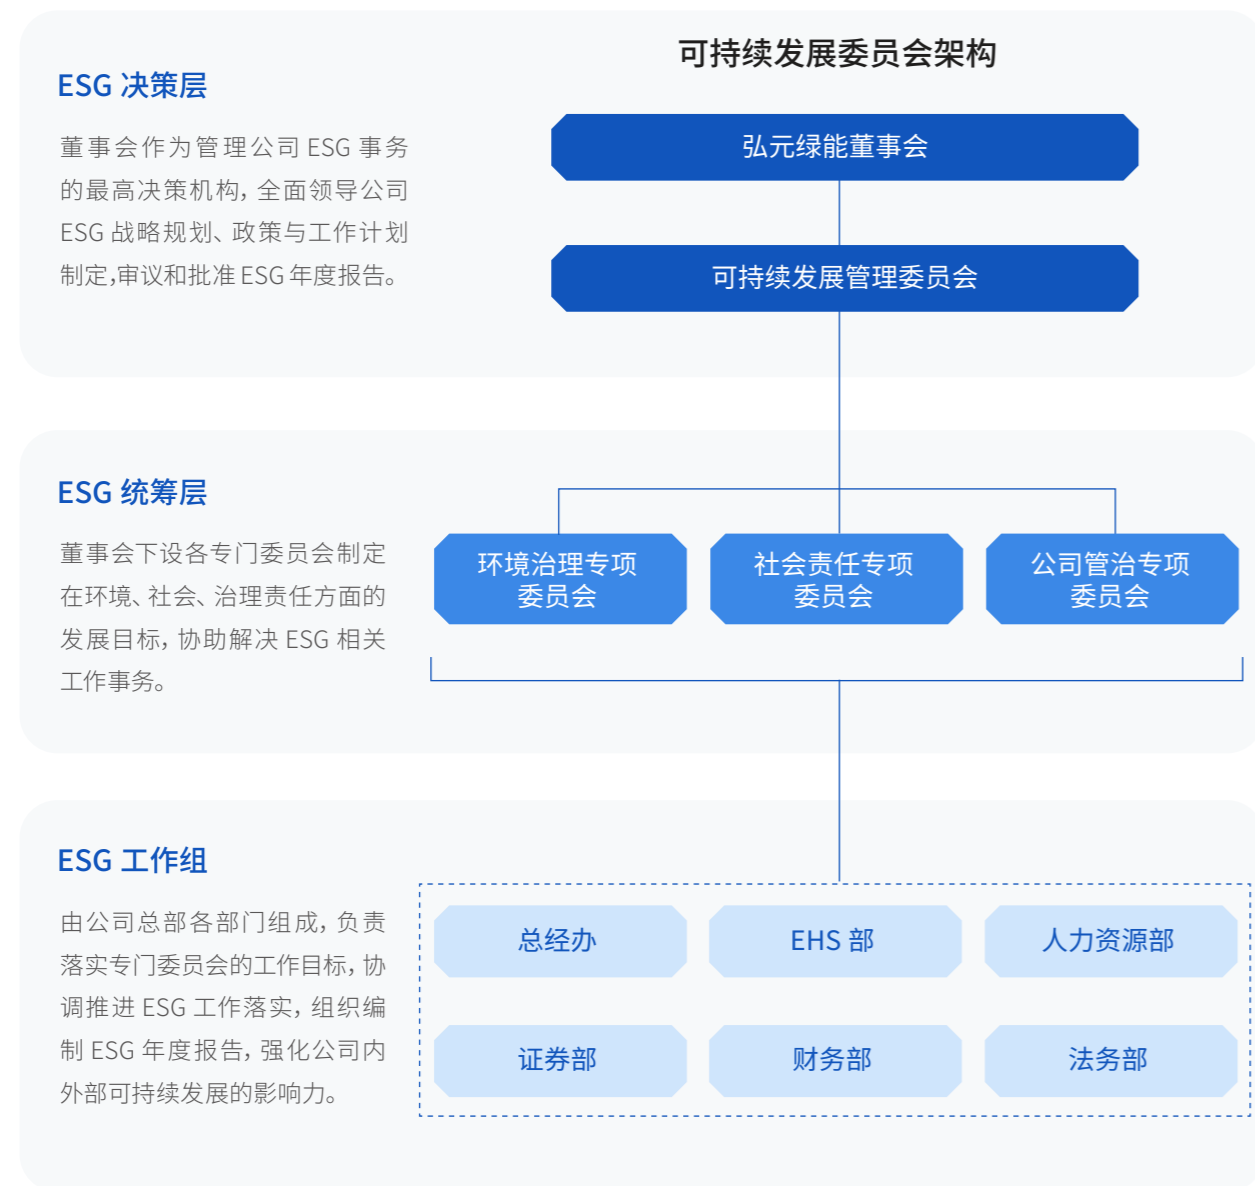 可持续发展委员会架构
ESG 决策层
董事会作为管理公司 ESG 事务
的最高决策机构，全面领导公司
ESG 战略规划、政策与工作计划
制定，审议和批准 ESG 年度报告。
弘元绿能董事会
可持续发展管理委员会
ESG 统筹层
董事会下设各专门委员会制定
在环境、社会、治理责任方面的
发展目标，协助解决 ESG 相关
工作事务。
环境治理专项
委员会
社会责任专项
委员会
公司管治专项
委员会
ESG 工作组
由公司总部各部门组成，负责
落实专门委员会的工作目标，协
调推进 ESG 工作落实，组织编
制 ESG 年度报告，强化公司内
外部可持续发展的影响力。
总经办
EHS 部
人力资源部
证券部
财务部
法务部